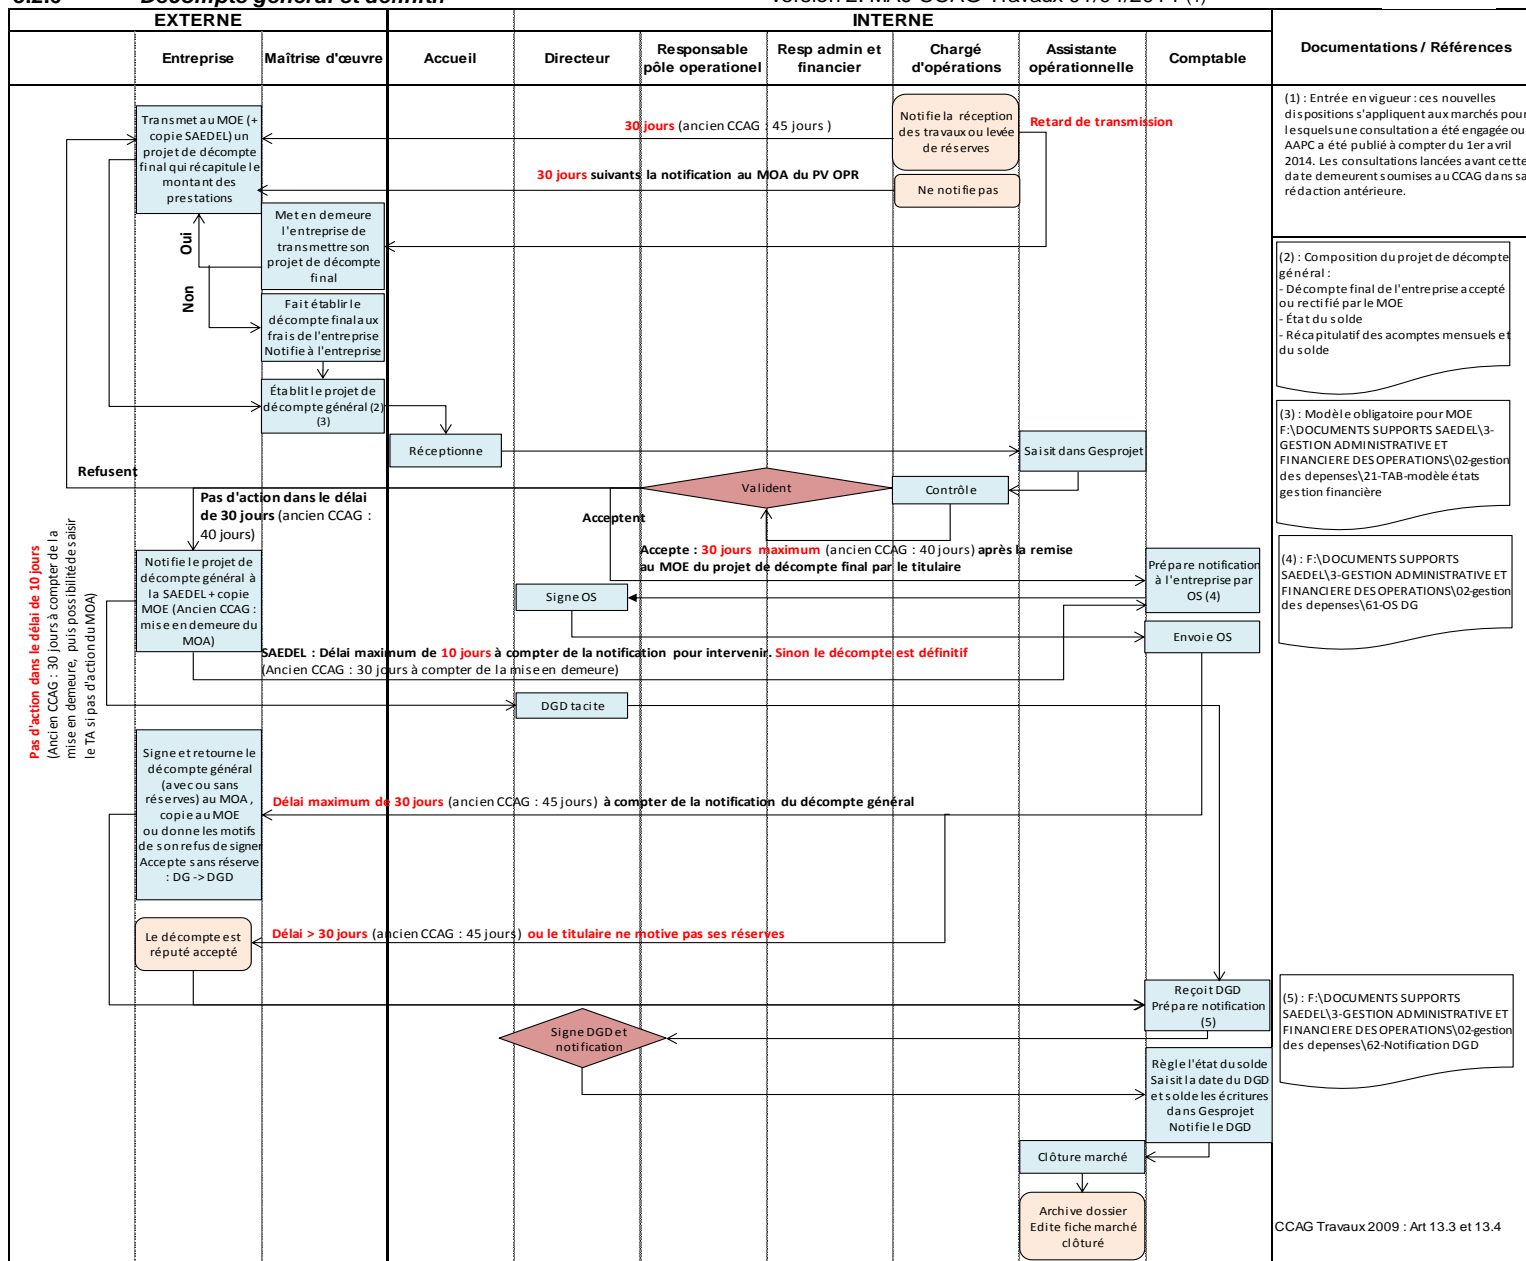 Décompte général et définitif
EXTERNE
INTERNE
Entreprise
Maîtrise d'œuvre
Accueil
Directeur
Responsable
pôle operationel
Resp admin et
financier
Chargé
d'opérations
Assistante
opérationnelle
Comptable
Documentations / Références
Transmet au MOE (+
copie SAEDEL) un
projet de décompte
final qui récapitule le
montant des
prestations
30 jours (ancien CCAG : 45 jours )
Notifie la réception
des travaux ou levée
de réserves
Retard de transmission
30 jours suivants la notification au MOA du PV OPR
Ne notifie pas
(1) : Entrée en vigueur : ces nouvelles
dispositions s'appliquent aux marchés pour
lesquels une consultation a été engagée ou
AAPC a été publié à compter du 1er avril
2014. Les consultations lancées avant cette
date demeurent soumises au CCAG dans sa
rédaction antérieure.
Met en demeure
l'entreprise de
transmettre son
projet de décompte
final
Oui
Non
Fait établir le
décompte final aux
frais de l'entreprise
Notifie à l'entreprise
(2) : Composition du projet de décompte
général :
- Décompte final de l'entreprise accepté
ou rectifié par le MOE
- État du solde
- Récapitulatif des acomptes mensuels et
du solde
Établit le projet de
décompte général (2)
(3)
Réceptionne
Saisit dans Gesprojet
(3) : Modèle obligatoire pour MOE
F:\DOCUMENTS SUPPORTS SAEDEL\3-
GESTION ADMINISTRATIVE ET
FINANCIERE DES OPERATIONS\02-gestion
des depenses\21-TAB-modèle états
gestion financière
Refusent
Valident
Contrôle
Pas d'action dans le délai
de 30 jours (ancien CCAG :
40 jours)
Acceptent
Accepte : 30 jours maximum (ancien CCAG : 40 jours) après la remise
au MOE du projet de décompte final par le titulaire
Pas d'action dans le délai de 10 jours
(Ancien CCAG : 30 jours à compter de la
mise en demeure, puis possibilité de saisir
le TA si pas d'action du MOA)
Notifie le projet de
décompte général à
la SAEDEL + copie
MOE (Ancien CCAG :
mise en demeure du
MOA)
Signe OS
Prépare notification
à l'entreprise par
OS (4)
(4) : F:\DOCUMENTS SUPPORTS
SAEDEL\3-GESTION ADMINISTRATIVE ET
FINANCIERE DES OPERATIONS\02-gestion
des depenses\61-OS DG
Envoie OS
SAEDEL : Délai maximum de 10 jours à compter de la notification pour intervenir. Sinon le décompte est définitif
(Ancien CCAG : 30 jours à compter de la mise en demeure)
DGD tacite
Signe et retourne le
décompte général
(avec ou sans
réserves) au MOA ,
copie au MOE
ou donne les motifs
de son refus de signer
Accepte sans réserve
: DG -> DGD
Délai maximum de 30 jours (ancien CCAG : 45 jours) à compter de la notification du décompte général
Le décompte est
réputé accepté
Délai > 30 jours (ancien CCAG : 45 jours) ou le titulaire ne motive pas ses réserves
Reçoit DGD
Prépare notification
(5)
(5) : F:\DOCUMENTS SUPPORTS
SAEDEL\3-GESTION ADMINISTRATIVE ET
FINANCIERE DES OPERATIONS\02-gestion
des depenses\62-Notification DGD
Signe DGD et
notification
Règle l'état du solde
Saisit la date du DGD
et solde les écritures
dans Gesprojet
Notifie le DGD
Clôture marché
Archive dossier
Edite fiche marché
clôturé
CCAG Travaux 2009 : Art 13.3 et 13.4